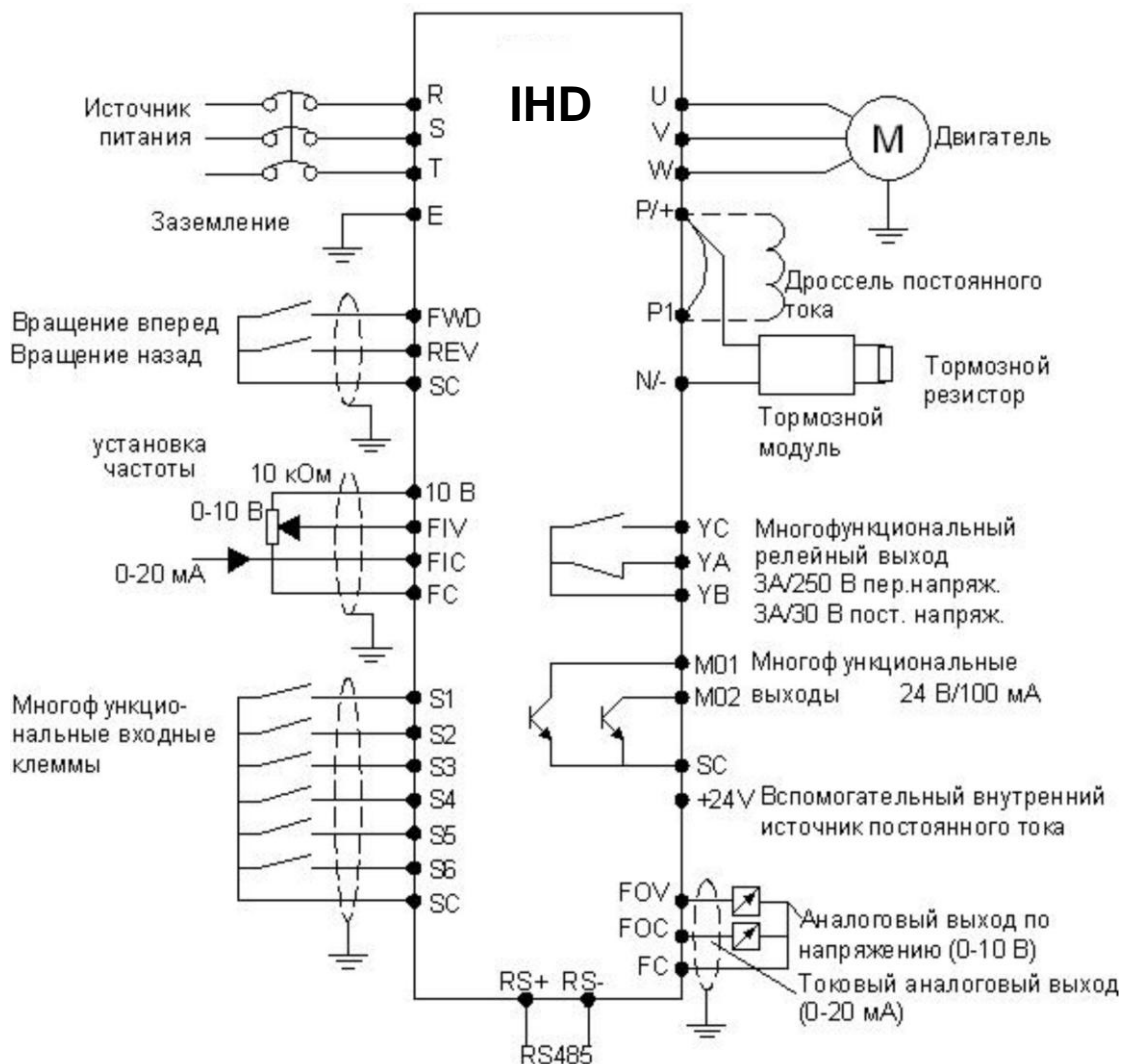 IHD
Источник
питания
R
S
T
Заземление
E
Вращение вперед
Вращение назад
FWD
REV
SC
установка
частоты
10 кОм
0-10 В
0-20 мА
10 В
FIV
FIC
FC
Многофункцио-
нальные входные
клеммы
S1
S2
S3
S4
S5
S6
SC
U
V
W
M
Двигатель
P/+
Дроссель постоянного
тока
P1
N/-
Тормозной
резистор
Тормозной
модуль
YC
YA
YB
Многофункциональный
релейный выход
3А/250 В пер.напряж.
3А/30 В пост. напряж.
M01
M02
Многофункциональные
выходы 24 В/100 мА
SC
+24V
Вспомогательный внутренний
источник постоянного тока
FOV
FOC
FC
Аналоговый выход по
напряжению (0-10 В)
Токовый аналоговый выход
(0-20 мА)
RS+ RS-
RS485